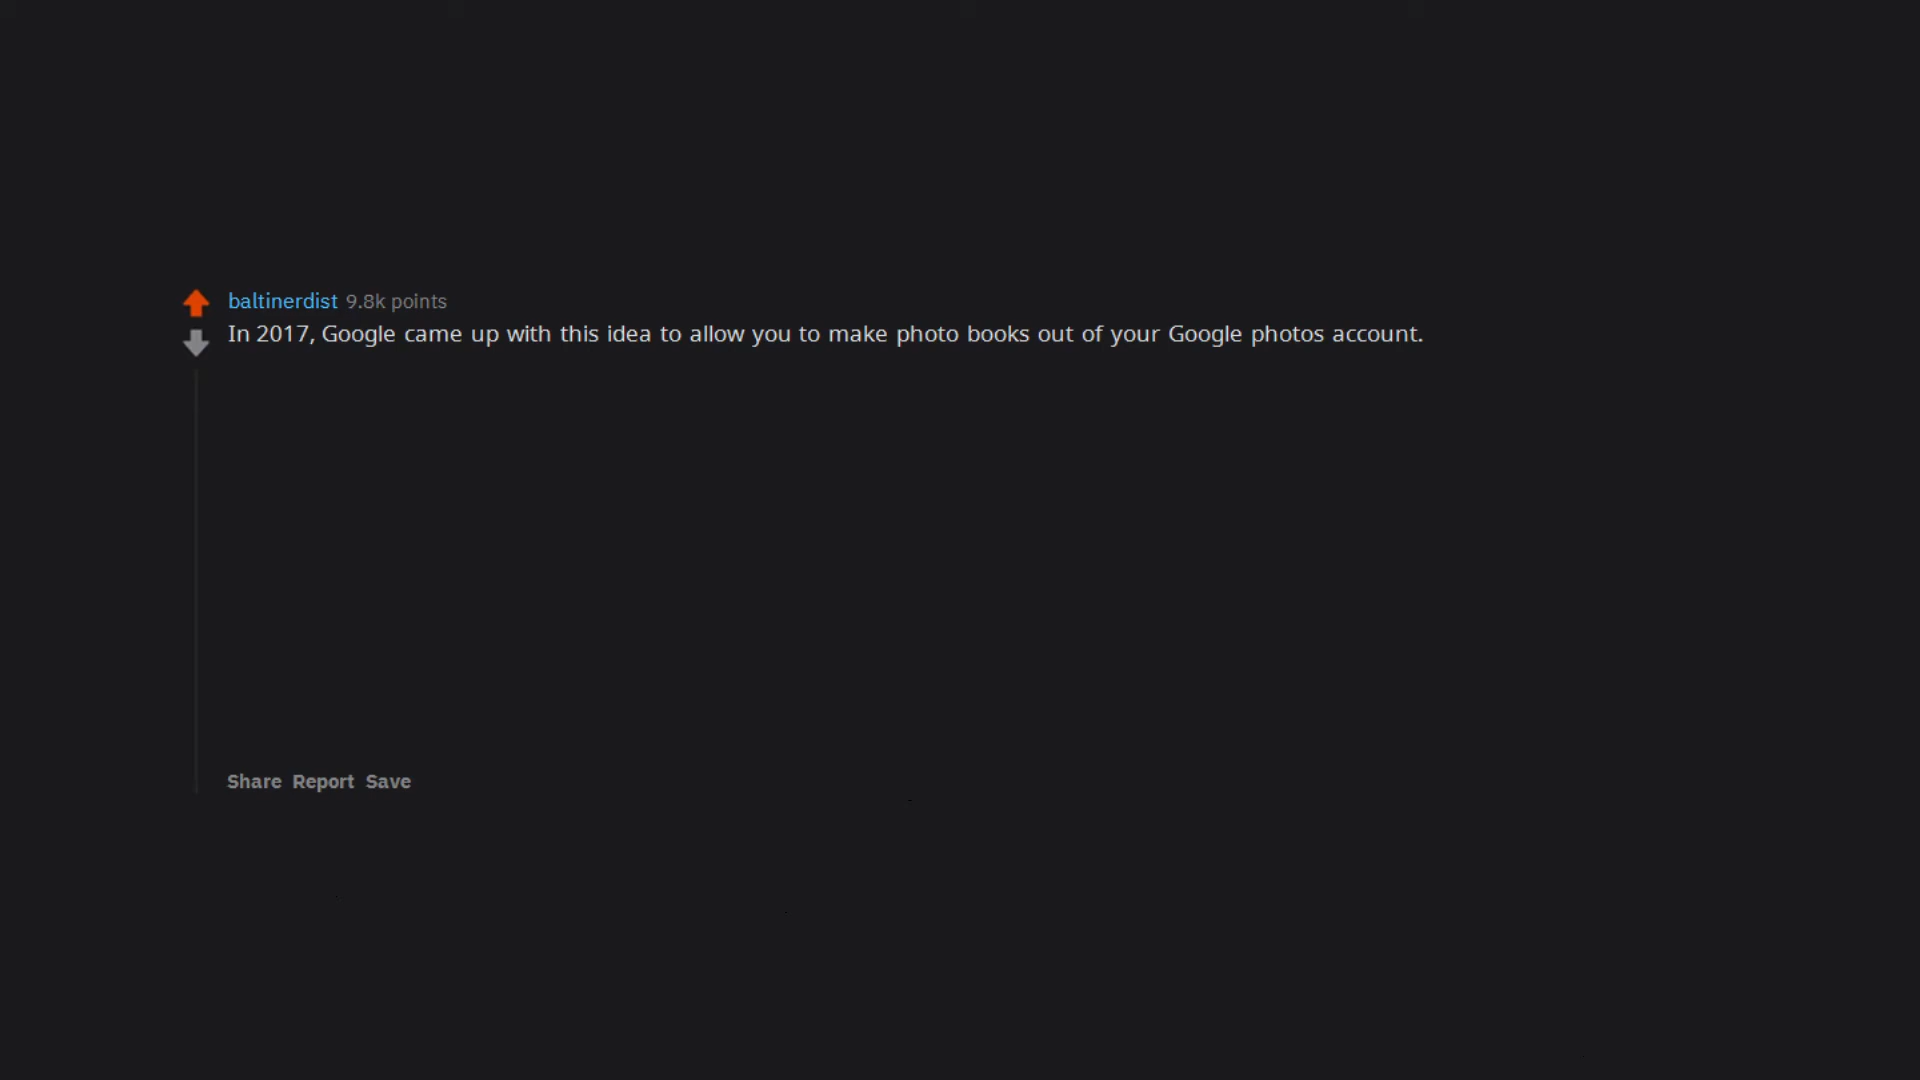 baltinerdist 9.8k points
In 2017, Google came up with this idea to allow you to make photo books out of your Google photos account.
Share Report Save